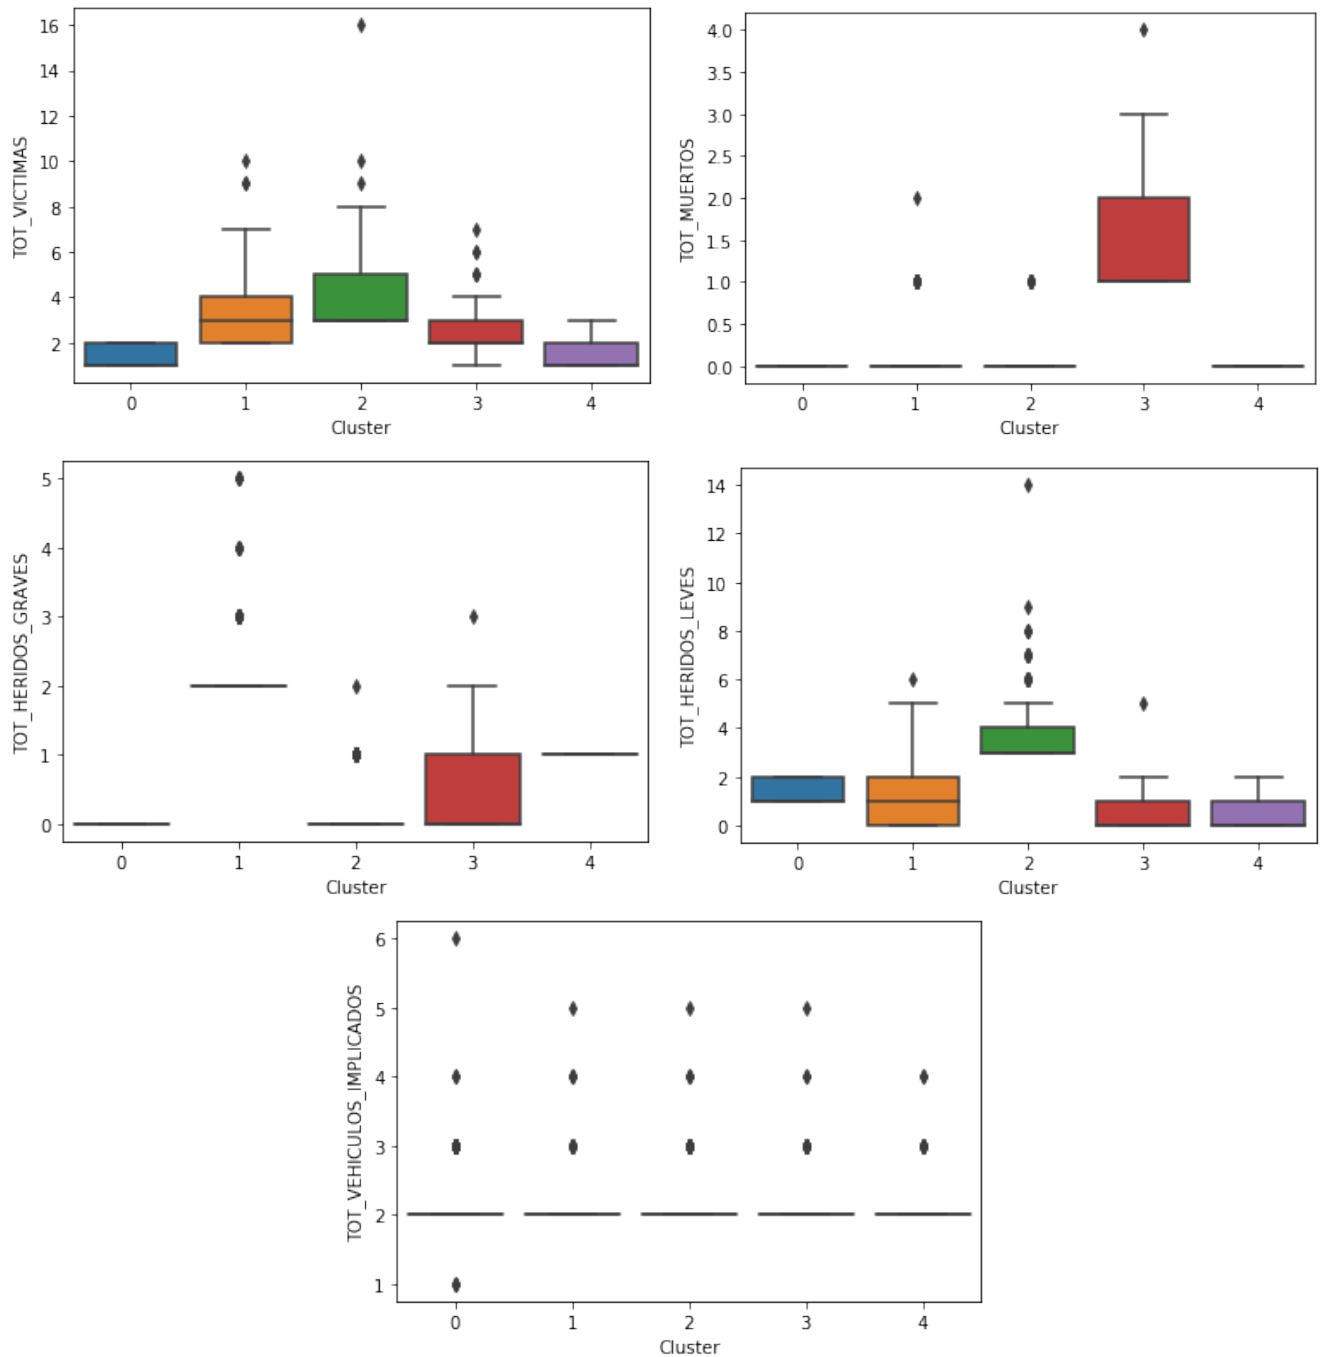 TOT_VICTIMAS
16
14
12
10
8
6
4
2
0 1 2 3 4
Cluster
TOT_MUERTOS
4.0
3.5
3.0
2.5
2.0
1.5
1.0
0.5
0.0
0 1 2 3 4
Cluster
TOT_HERIDOS_GRAVES
5
4
3
2
1
0
0 1 2 3 4
Cluster
TOT_HERIDOS_LEVES
14
12
10
8
6
4
2
0
0 1 2 3 4
Cluster
TOT_VEHICULOS_IMPLICADOS
6
5
4
3
2
1
0 1 2 3 4
Cluster